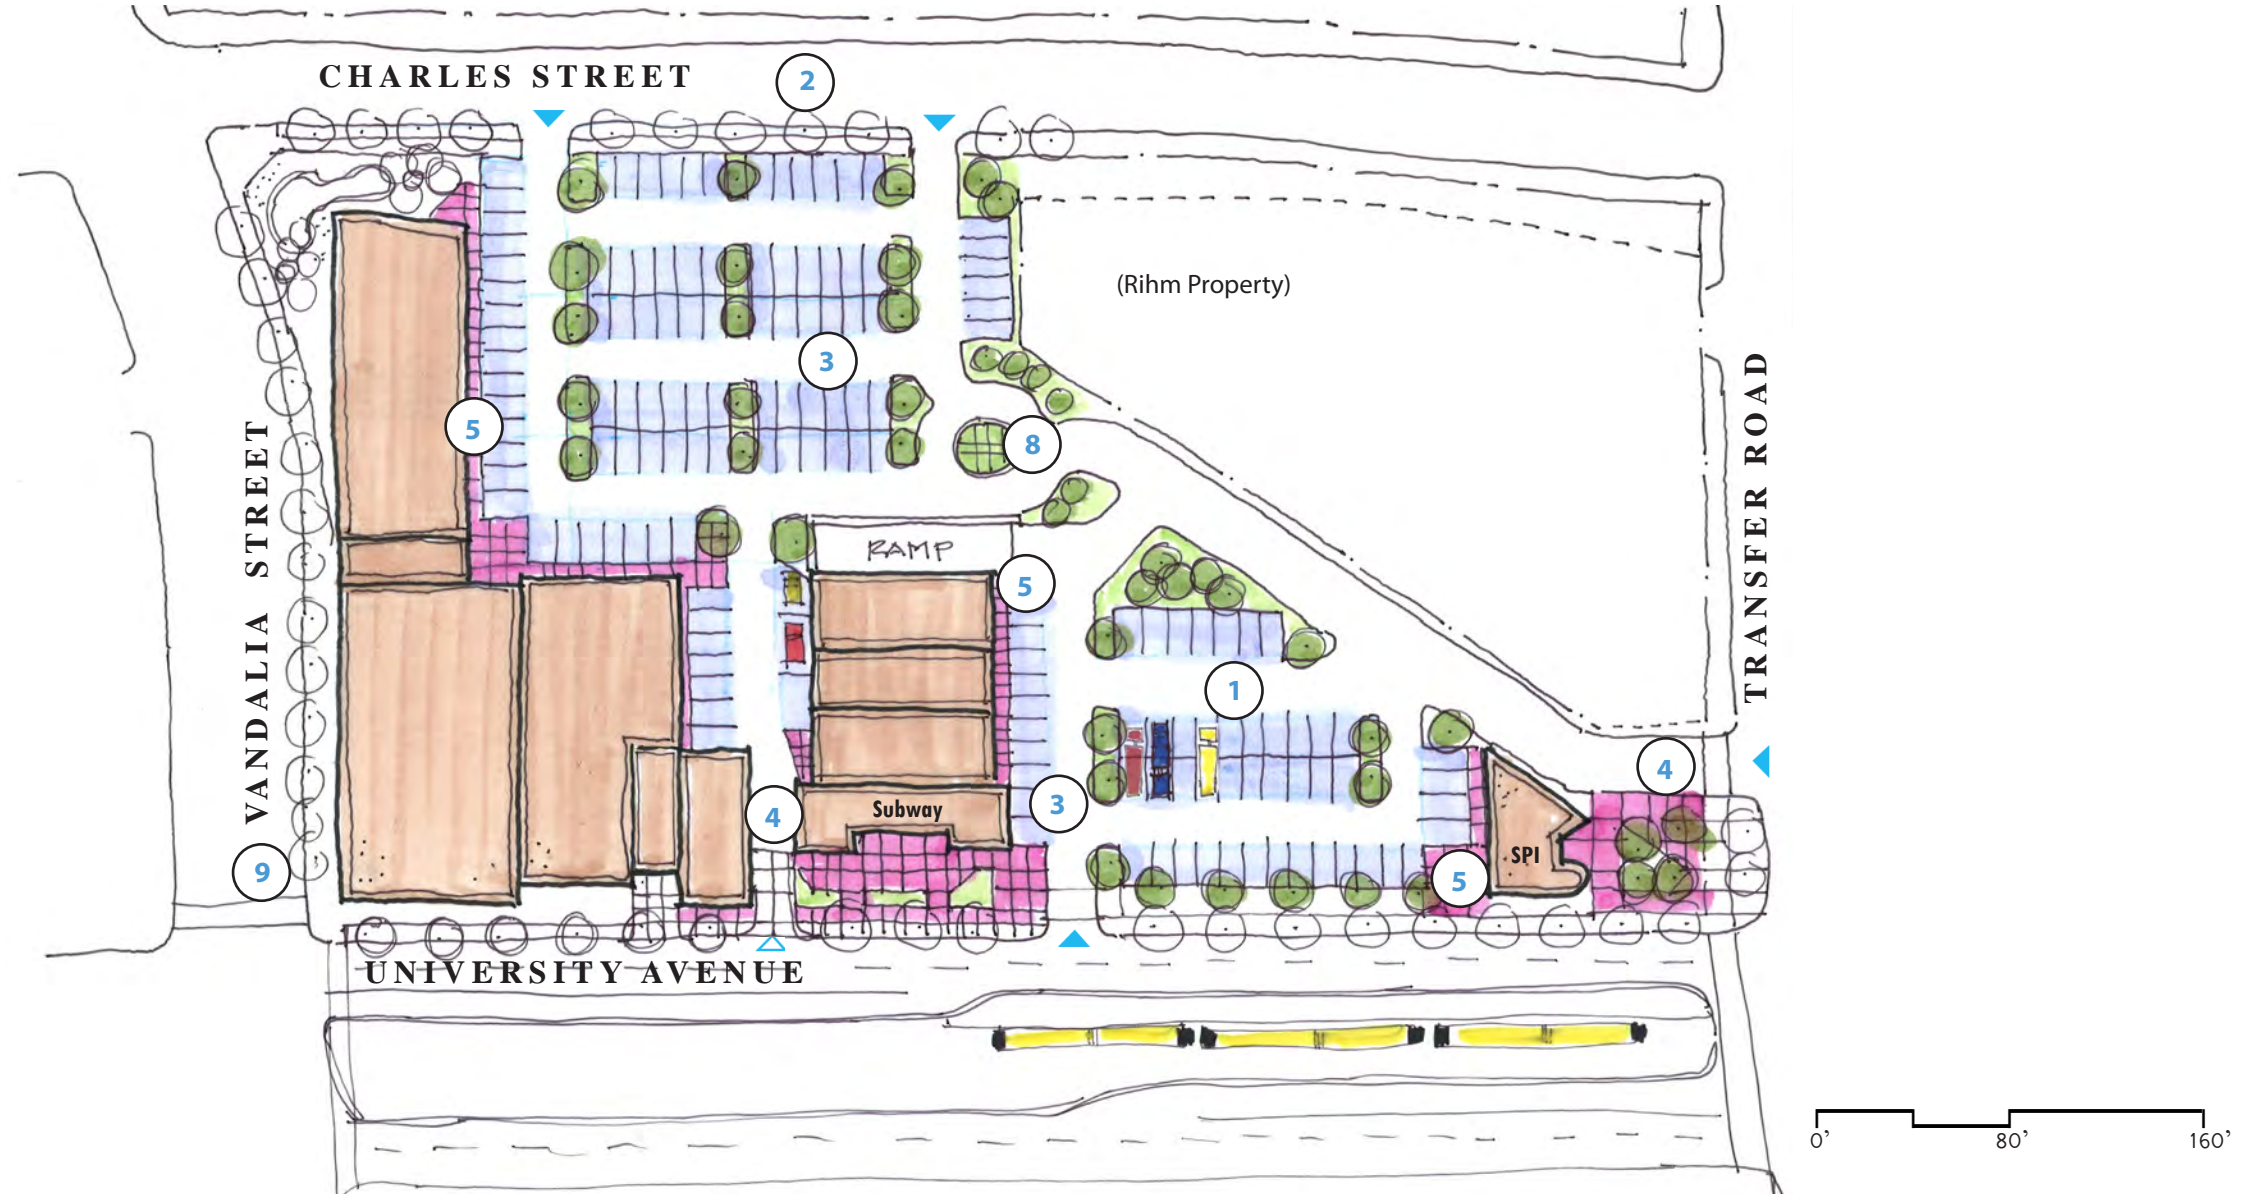 CHARLES STREET
2
(Rihm Property)
3
5
8
VANDALIA STREET
TRANSFER ROAD
RAMP
5
1
4
3
4
Subway
SPI
5
9
UNIVERSITY AVENUE
0’ 80’ 160’